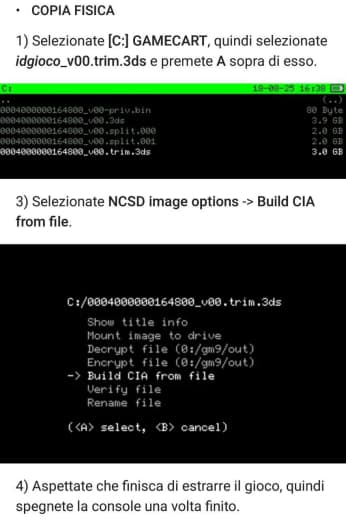 • COPIA FISICA
1) Selezionate [C:] GAMECART, quindi selezionate
idgioco_v00.trim.3ds e premete A sopra di esso.
C: 18-08-25 16:38
.. (..)
0004000000164800_v00-priv.bin 80 Byte
0004000000164800_v00.3ds 3.9 GB
0004000000164800_v00.split.000 2.0 GB
0004000000164800_v00.split.001 2.0 GB
0004000000164800_v00.trim.3ds 3.0 GB
3) Selezionate NCSD image options -> Build CIA
from file.
C:/0004000000164800_v00.trim.3ds
Show title info
Mount image to drive
Decrypt file (0:/gm9/out)
Encrypt file (0:/gm9/out)
-> Build CIA from file
Verify file
Rename file
(<A> select, <B> cancel)
4) Aspettate che finisca di estrarre il gioco, quindi
spegnete la console una volta finito.